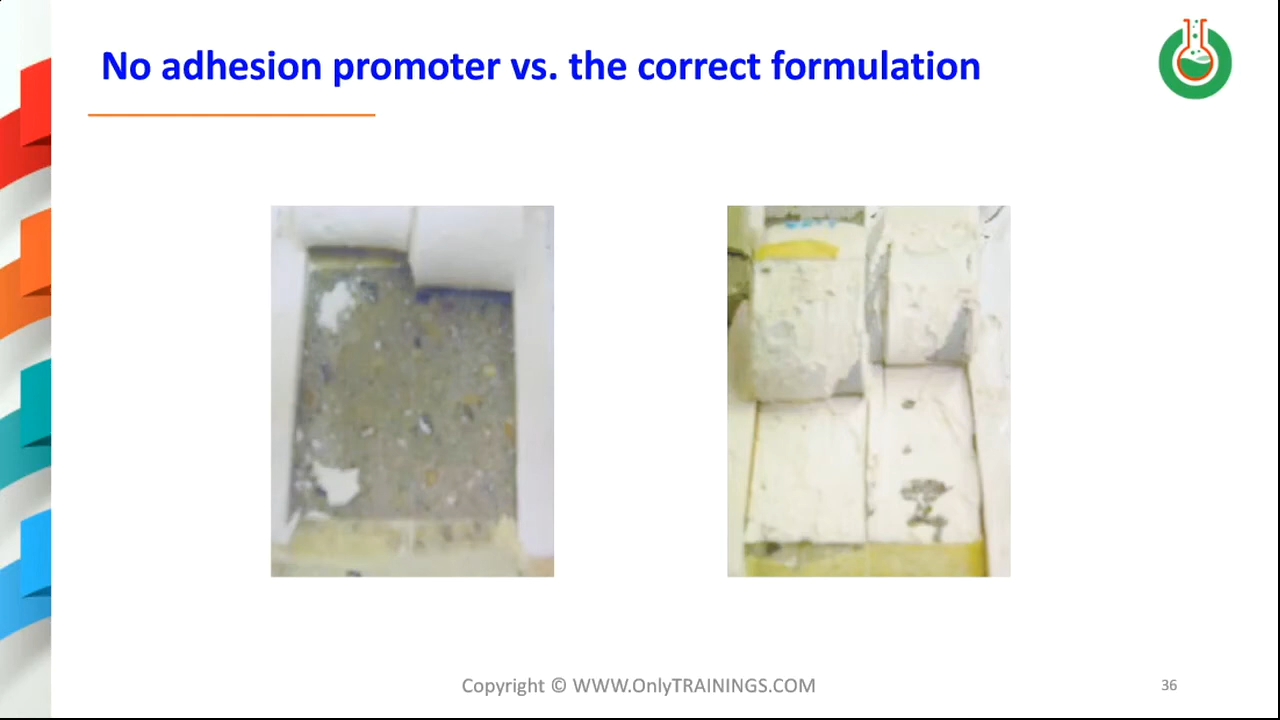 No adhesion promoter vs. the correct formulation
Copyright © WWW.OnlyTRAININGS.COM
36